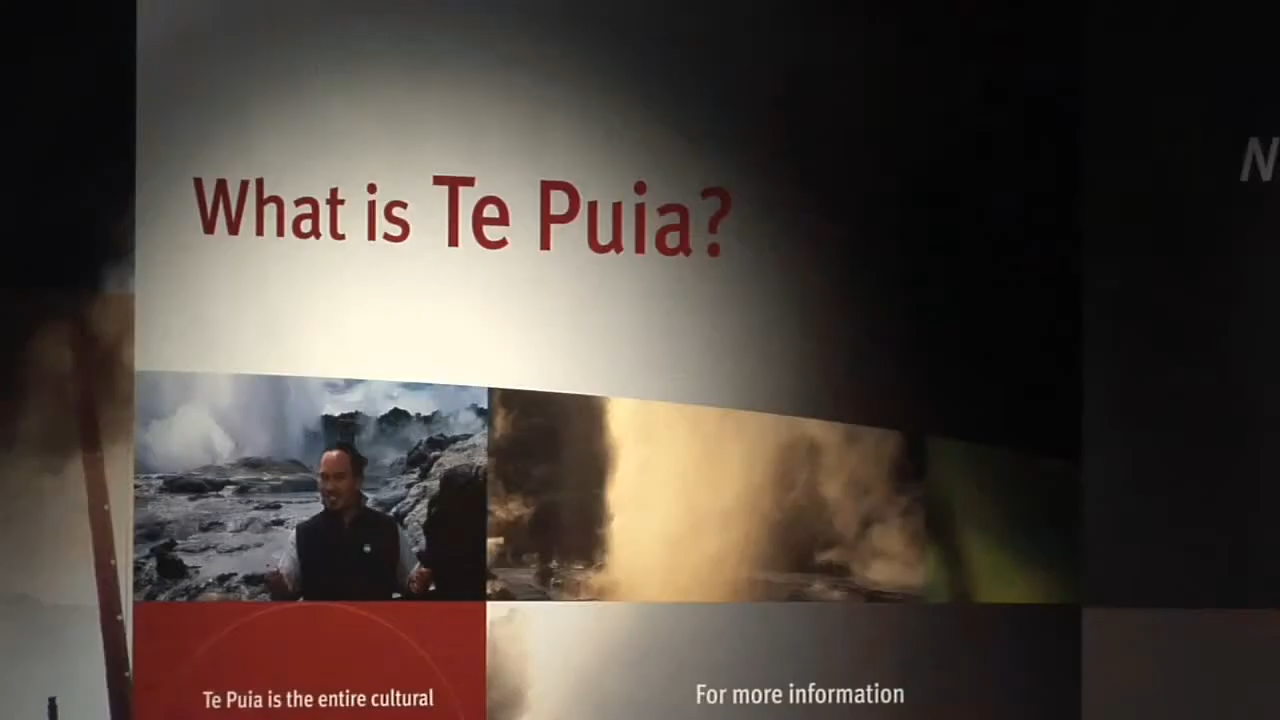 What is Te Puia?
N
Te Puia is the entire cultural
For more information